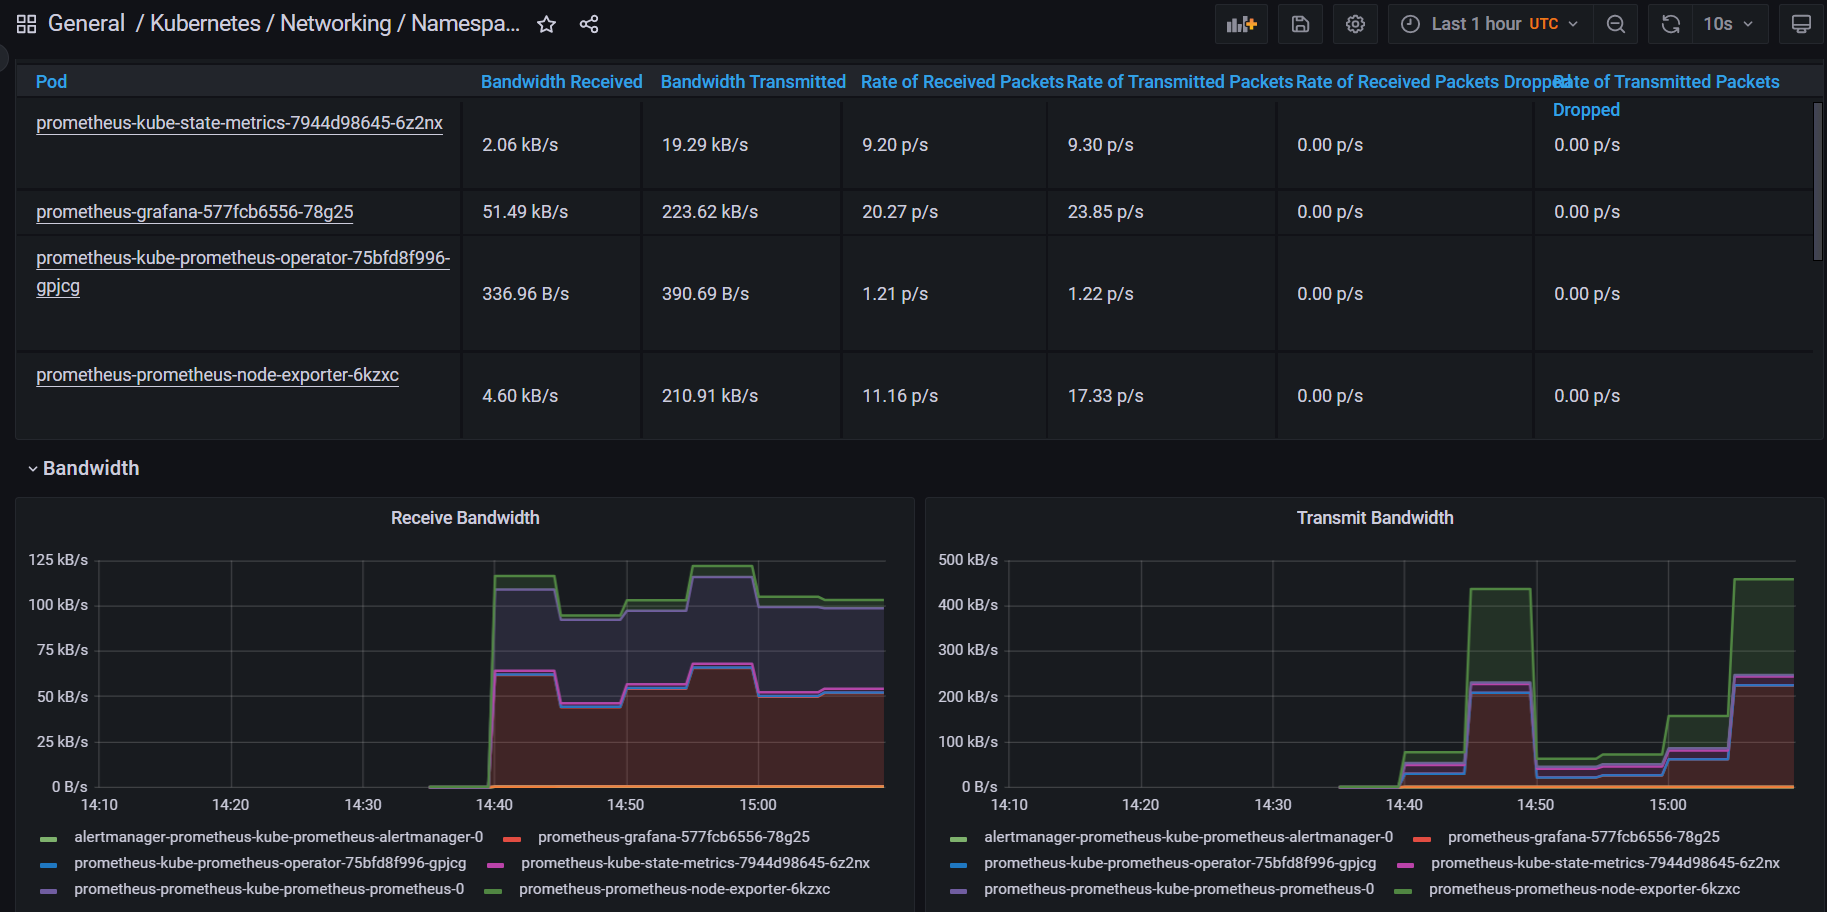 General / Kubernetes / Networking / Namespa...
Last 1 hour UTC
10s
Pod Bandwidth Received Bandwidth Transmitted Rate of Received Packets Rate of Transmitted Packets Rate of Received Packets Dropped Rate of Transmitted Packets
Dropped
prometheus-kube-state-metrics-7944d98645-6z2nx
2.06 kB/s 19.29 kB/s 9.20 p/s 9.30 p/s 0.00 p/s 0.00 p/s
prometheus-grafana-577fcb6556-78g25 51.49 kB/s 223.62 kB/s 20.27 p/s 23.85 p/s 0.00 p/s 0.00 p/s
prometheus-kube-prometheus-operator-75bfd8f996-
gpjcg
336.96 B/s 390.69 B/s 1.21 p/s 1.22 p/s 0.00 p/s 0.00 p/s
prometheus-prometheus-node-exporter-6kzxc
4.60 kB/s 210.91 kB/s 11.16 p/s 17.33 p/s 0.00 p/s 0.00 p/s
Bandwidth
Receive Bandwidth
125 kB/s
100 kB/s
75 kB/s
50 kB/s
25 kB/s
0 B/s
14:10 14:20 14:30 14:40 14:50 15:00
alertmanager-prometheus-kube-prometheus-alertmanager-0 prometheus-grafana-577fcb6556-78g25
prometheus-kube-prometheus-operator-75bfd8f996-gpjcg prometheus-kube-state-metrics-7944d98645-6z2nx
prometheus-prometheus-kube-prometheus-prometheus-0 prometheus-prometheus-node-exporter-6kzxc
Transmit Bandwidth
500 kB/s
400 kB/s
300 kB/s
200 kB/s
100 kB/s
0 B/s
14:10 14:20 14:30 14:40 14:50 15:00
alertmanager-prometheus-kube-prometheus-alertmanager-0 prometheus-grafana-577fcb6556-78g25
prometheus-kube-prometheus-operator-75bfd8f996-gpjcg prometheus-kube-state-metrics-7944d98645-6z2nx
prometheus-prometheus-kube-prometheus-prometheus-0 prometheus-prometheus-node-exporter-6kzxc